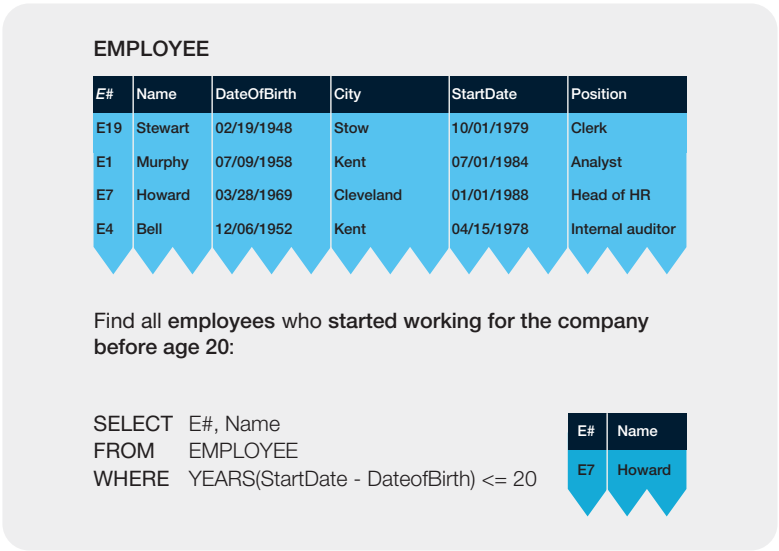 EMPLOYEE
E# Name DateOfBirth City StartDate Position
E19 Stewart 02/19/1948 Stow 10/01/1979 Clerk
E1 Murphy 07/09/1958 Kent 07/01/1984 Analyst
E7 Howard 03/28/1969 Cleveland 01/01/1988 Head of HR
E4 Bell 12/06/1952 Kent 04/15/1978 Internal auditor
Find all employees who started working for the company
before age 20:
SELECT E#, Name
FROM EMPLOYEE
WHERE YEARS(StartDate - DateofBirth) <= 20
E# Name
E7 Howard